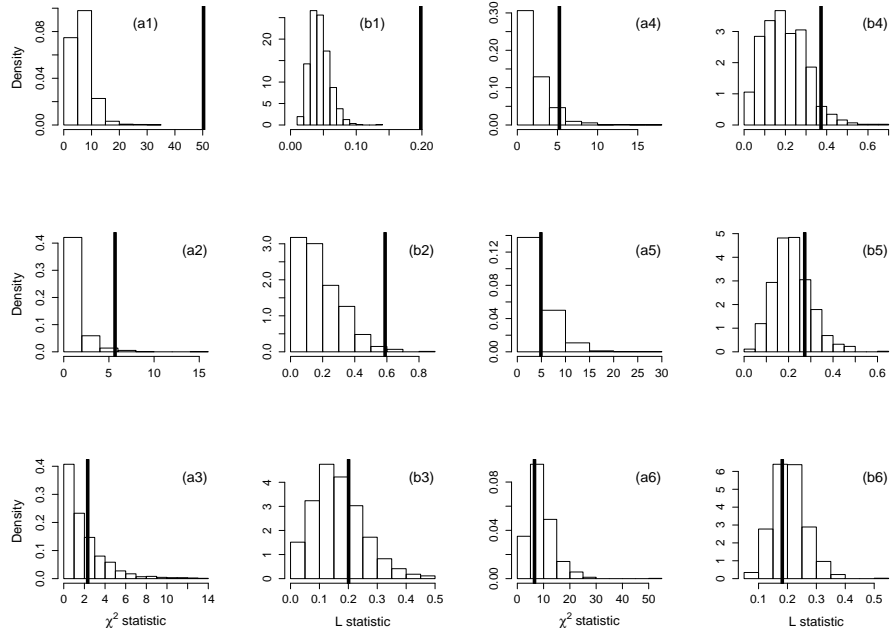 (a1)
Density
0.00 0.04 0.08
0 10 20 30 40 50
(b1)
0 5 10 20
0.00 0.10 0.20
(a4)
0.00 0.10 0.20 0.30
0 5 10 15
(b4)
0 1 2 3
0.0 0.2 0.4 0.6
(a2)
Density
0.0 0.1 0.2 0.3 0.4
0 5 10 15
(b2)
0.0 1.0 2.0 3.0
0.0 0.2 0.4 0.6 0.8
(a5)
0.00 0.04 0.08 0.12
0 5 10 15 20 25 30
(b5)
0 1 2 3 4 5
0.0 0.2 0.4 0.6
(a3)
Density
0.0 0.1 0.2 0.3 0.4
0 2 4 6 8 10 14
χ² statistic
(b3)
0 1 2 3 4
0.0 0.1 0.2 0.3 0.4 0.5
L statistic
(a6)
0.00 0.04 0.08
0 10 20 30 40 50
χ² statistic
(b6)
0 1 2 3 4 5 6
0.1 0.2 0.3 0.4 0.5
L statistic